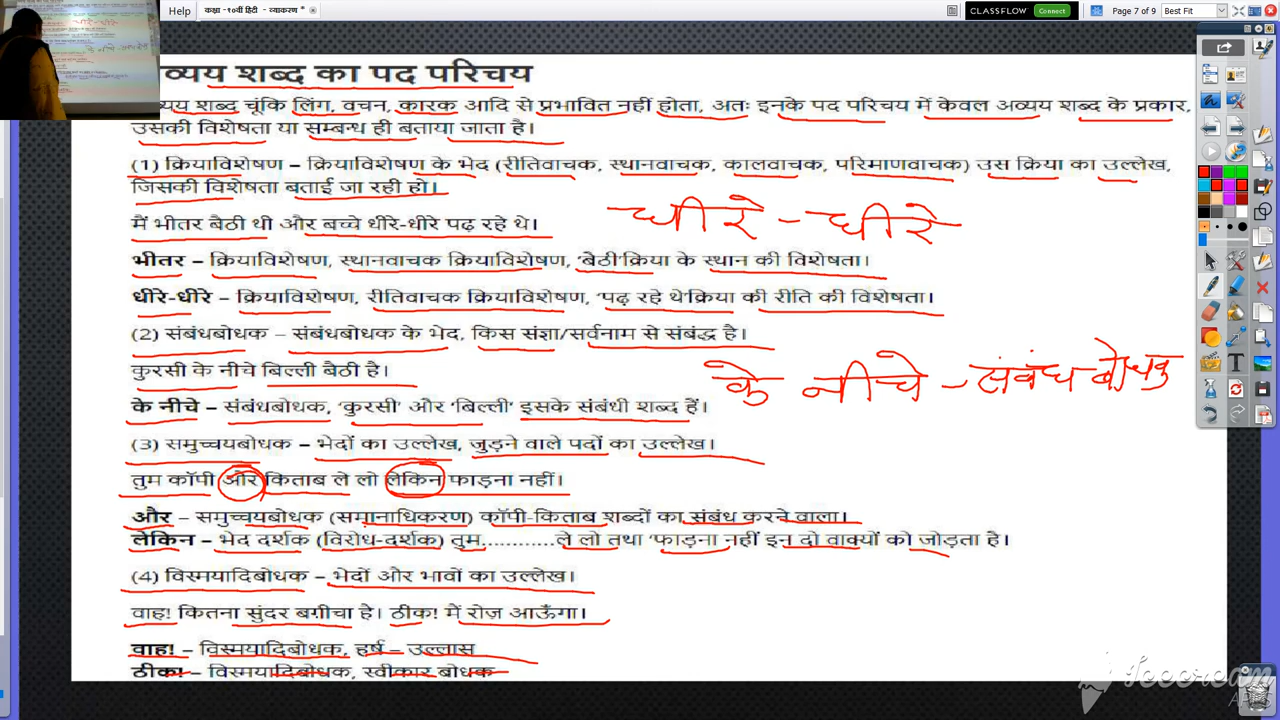 Help
कक्षा -१०वीं हिंदी - व्याकरण *
CLASSFLOW Connect
Page 7 of 9
Best Fit
व्यय शब्द का पद परिचय
व्यय शब्द चूंकि लिंग, वचन, कारक आदि से प्रभावित नहीं होता, अतः इनके पद परिचय में केवल अव्यय शब्द के प्रकार,
उसकी विशेषता या सम्बन्ध ही बताया जाता है।
(1) क्रियाविशेषण – क्रियाविशेषण के भेद (रीतिवाचक, स्थानवाचक, कालवाचक, परिमाणवाचक) उस क्रिया का उल्लेख,
जिसकी विशेषता बताई जा रही हो।
मैं भीतर बैठी थी और बच्चे धीरे-धीरे पढ़ रहे थे।
धीरे - धीरे
भीतर – क्रियाविशेषण, स्थानवाचक क्रियाविशेषण, ‘बैठी’क्रिया के स्थान की विशेषता।
धीरे-धीरे – क्रियाविशेषण, रीतिवाचक क्रियाविशेषण, ‘पढ़ रहे थे’क्रिया की रीति की विशेषता।
(2) संबंधबोधक – संबंधबोधक के भेद, किस संज्ञा/सर्वनाम से संबंद्ध है।
कुरसी के नीचे बिल्ली बैठी है।
के नीचे - संबंध बोधक
के नीचे – संबंधबोधक, ‘कुरसी’ और ‘बिल्ली’ इसके संबंधी शब्द हैं।
(3) समुच्चयबोधक – भेदों का उल्लेख, जुड़ने वाले पदों का उल्लेख।
तुम कॉपी और किताब ले लो लेकिन फाड़ना नहीं।
और – समुच्चयबोधक (समानाधिकरण) कॉपी-किताब शब्दों का संबंध करने वाला।
लेकिन – भेद दर्शक (विरोध-दर्शक) तुम............ले लो तथा ‘फाड़ना नहीं इन दो वाक्यों को जोड़ता है।
(4) विस्मयादिबोधक – भेदों और भावों का उल्लेख।
वाह! कितना सुंदर बग़ीचा है। ठीक! मैं रोज़ आऊँगा।
वाह! – विस्मयादिबोधक, हर्ष – उल्लास
ठीक! – विस्मयादिबोधक, स्वीकार बोधक